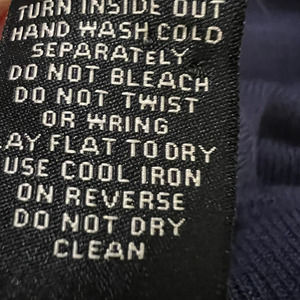 TURN INSIDE OUT
HAND WASH COLD
SEPARATELY
DO NOT BLEACH
DO NOT TWIST
OR WRING
AY FLAT TO DRY
USE COOL IRON
ON REVERSE
DO NOT DRY
CLEAN